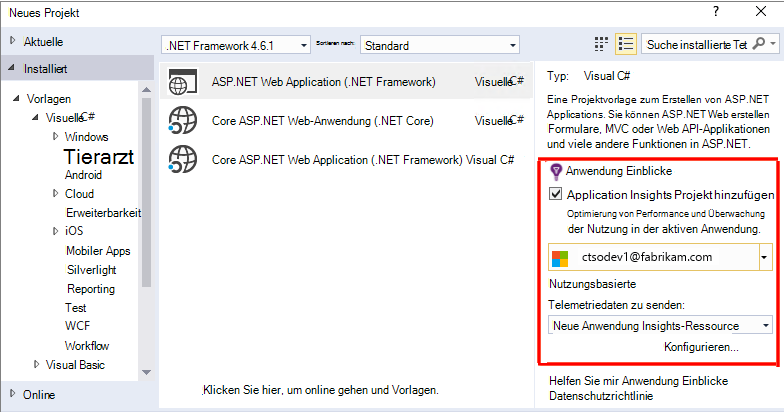 Neues Projekt
?
Aktuelle
.NET Framework 4.6.1
Sortieren nach:
Standard
Suche installierte Tet
Installiert
Vorlagen
Visuelle C#
Windows
Tierarzt
Android
Cloud
Erweiterbarkeit
iOS
Mobiler Apps
Silverlight
Reporting
Test
WCF
Workflow
Visual Basic
Online
ASP.NET Web Application (.NET Framework) Visuelle C#
Core ASP.NET Web-Anwendung (.NET Core) Visuelle C#
Core ASP.NET Web Application (.NET Framework) Visual C#
Klicken Sie hier, um online gehen und Vorlagen.
Typ: Visual C#
Eine Projektvorlage zum Erstellen von ASP.NET
Applications. Sie können ASP.NET Web erstellen
Formulare, MVC oder Web API-Applikationen
und viele andere Funktionen in ASP.NET.
Anwendung Einblicke
Application Insights Projekt hinzufügen
Optimierung von Performance und Überwachung
der Nutzung in der aktiven Anwendung.
ctsodev1@fabrikam.com
Nutzungsbasierte
Telemetriedaten zu senden:
Neue Anwendung Insights-Ressource
Konfigurieren...
Helfen Sie mir Anwendung Einblicke
Datenschutzrichtlinie